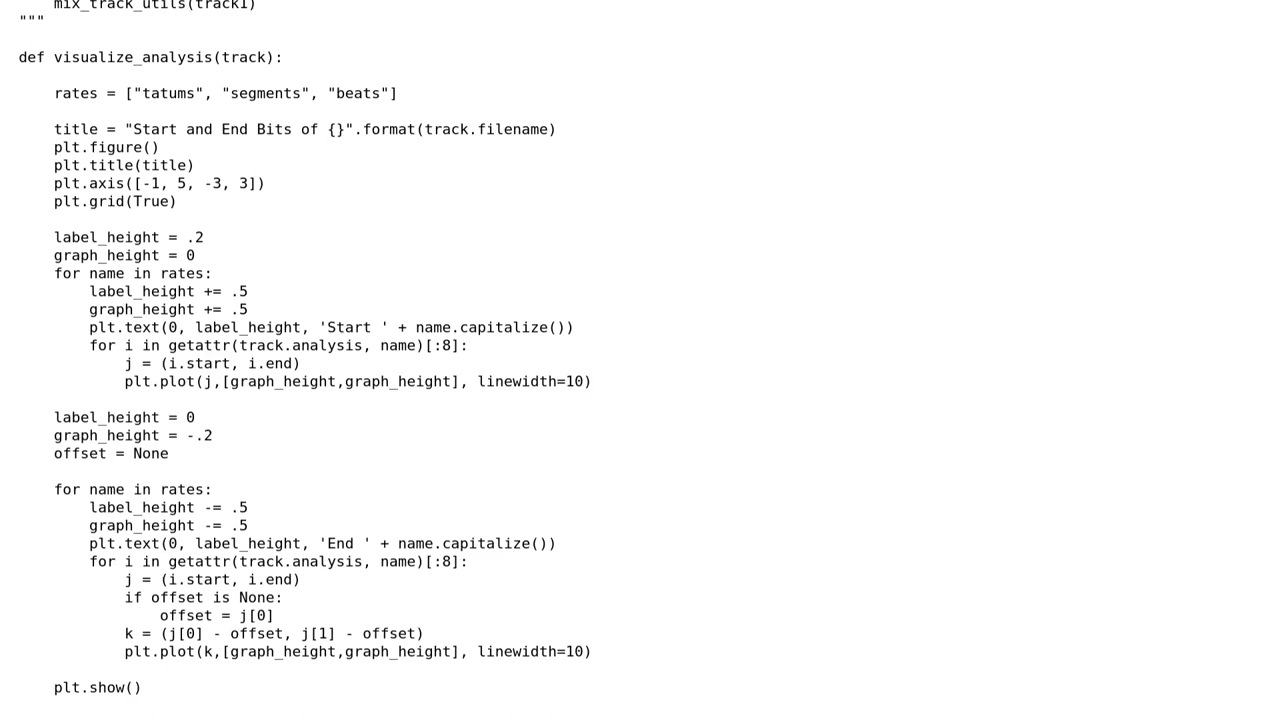 mix_track_utils(track1)
"""
def visualize_analysis(track):
    rates = ["tatums", "segments", "beats"]
    title = "Start and End Bits of {}".format(track.filename)
    plt.figure()
    plt.title(title)
    plt.axis([-1, 5, -3, 3])
    plt.grid(True)
    label_height = .2
    graph_height = 0
    for name in rates:
        label_height += .5
        graph_height += .5
        plt.text(0, label_height, 'Start ' + name.capitalize())
        for i in getattr(track.analysis, name)[:8]:
            j = (i.start, i.end)
            plt.plot(j,[graph_height,graph_height], linewidth=10)
    label_height = 0
    graph_height = -.2
    offset = None
    for name in rates:
        label_height -= .5
        graph_height -= .5
        plt.text(0, label_height, 'End ' + name.capitalize())
        for i in getattr(track.analysis, name)[:8]:
            j = (i.start, i.end)
            if offset is None:
                offset = j[0]
            k = (j[0] - offset, j[1] - offset)
            plt.plot(k,[graph_height,graph_height], linewidth=10)
    plt.show()